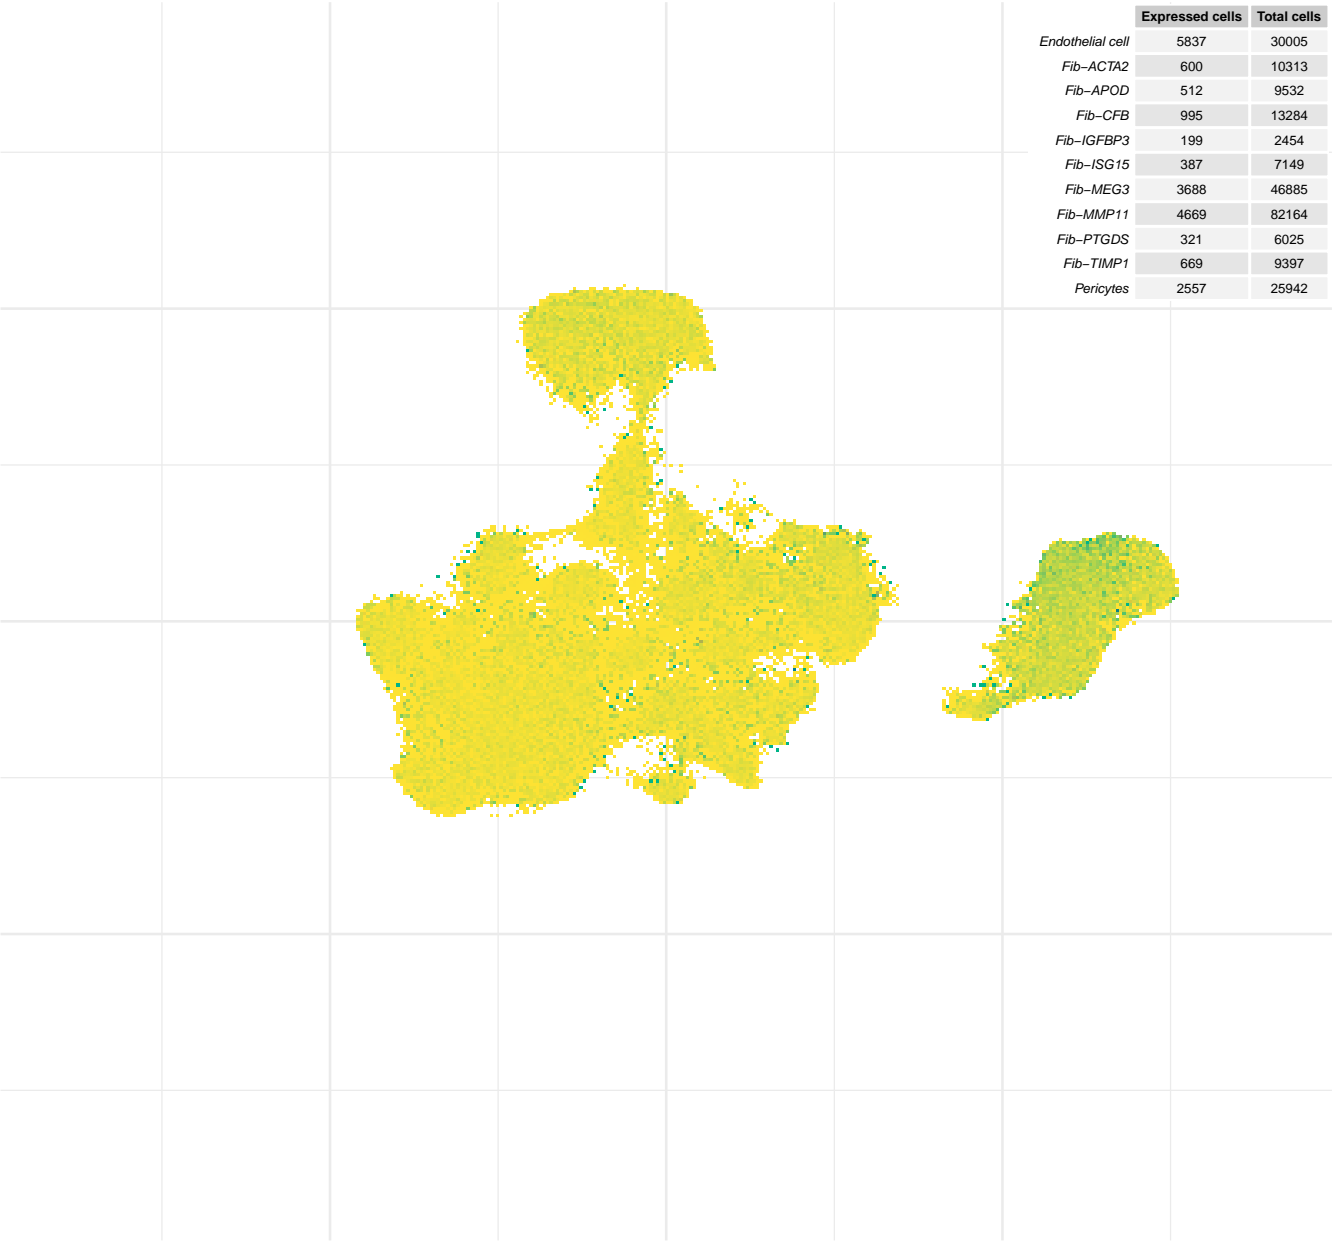 Expressed cells Total cells
Endothelial cell 5837 30005
Fib−ACTA2 600 10313
Fib−APOD 512 9532
Fib−CFB 995 13284
Fib−IGFBP3 199 2454
Fib−ISG15 387 7149
Fib−MEG3 3688 46885
Fib−MMP11 4669 82164
Fib−PTGDS 321 6025
Fib−TIMP1 669 9397
Pericytes 2557 25942